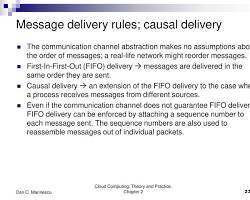 Message delivery rules; causal delivery
The communication channel abstraction makes no assumptions abo
the order of messages; a real-life network might reorder messages.
First-In-First-Out (FIFO) delivery → messages are delivered in the
same order they are sent.
Causal delivery → an extension of the FIFO delivery to the case whe
a process receives messages from different sources.
Even if the communication channel does not guarantee FIFO deliver
FIFO delivery can be enforced by attaching a sequence number to
each message sent. The sequence numbers are also used to
reassemble messages out of individual packets.
Cloud Computing: Theory and Practice.
Dan C. Marinescu
Chapter 2